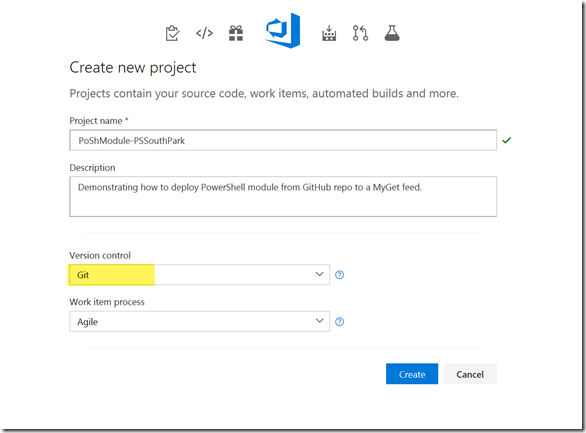 Create new project
Projects contain your source code, work items, automated builds and more.
Project name *
PoShModule-PSSouthPark
Description
Demonstrating how to deploy PowerShell module from GitHub repo to a MyGet feed.
Version control
Git
Work item process
Agile
Create
Cancel